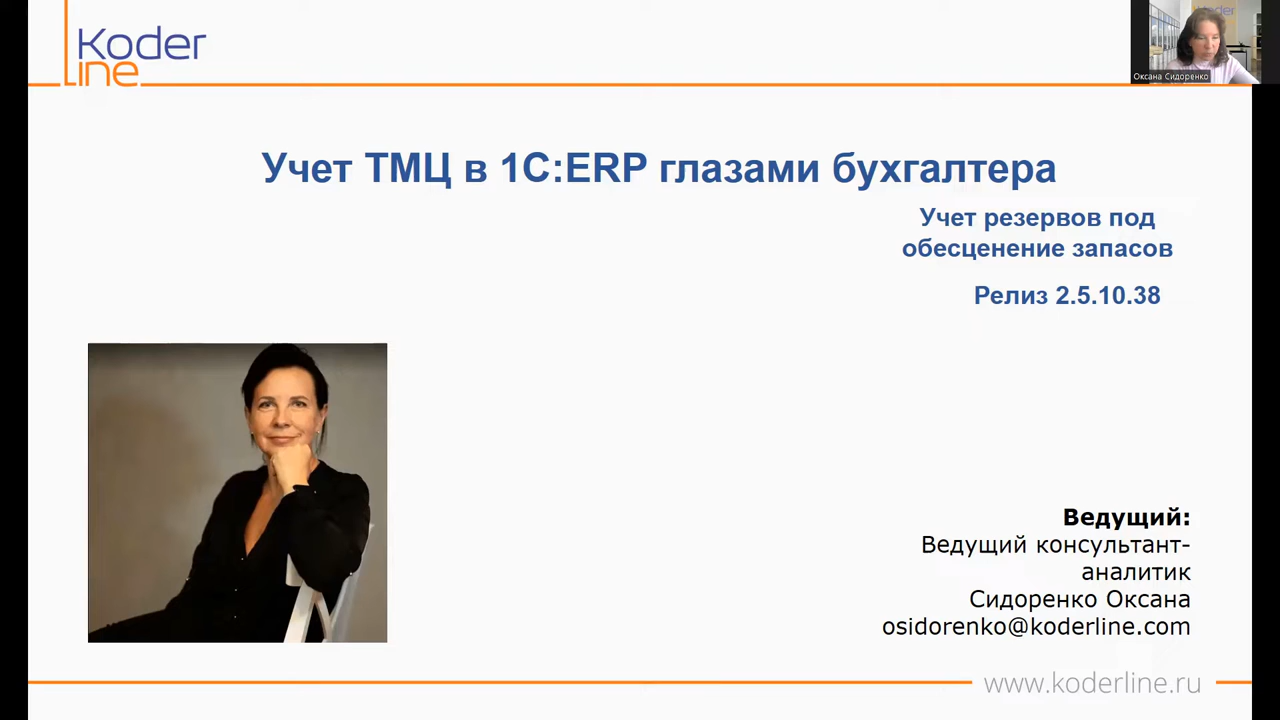 Koder
line
Koder
Оксана Сидоренко
Учет ТМЦ в 1С:ERP глазами бухгалтера
Учет резервов под
обесценение запасов
Релиз 2.5.10.38
Ведущий:
Ведущий консультант-
аналитик
Сидоренко Оксана
osidorenko@koderline.com
www.koderline.ru